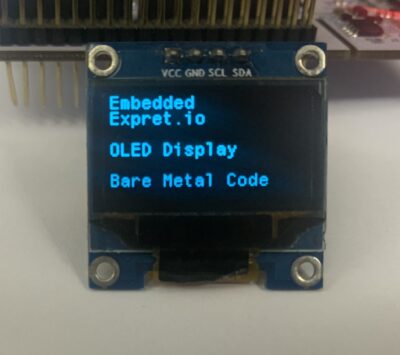 VCC GND SCL SDA
Embedded
Expret.io
OLED Display
Bare Metal Code